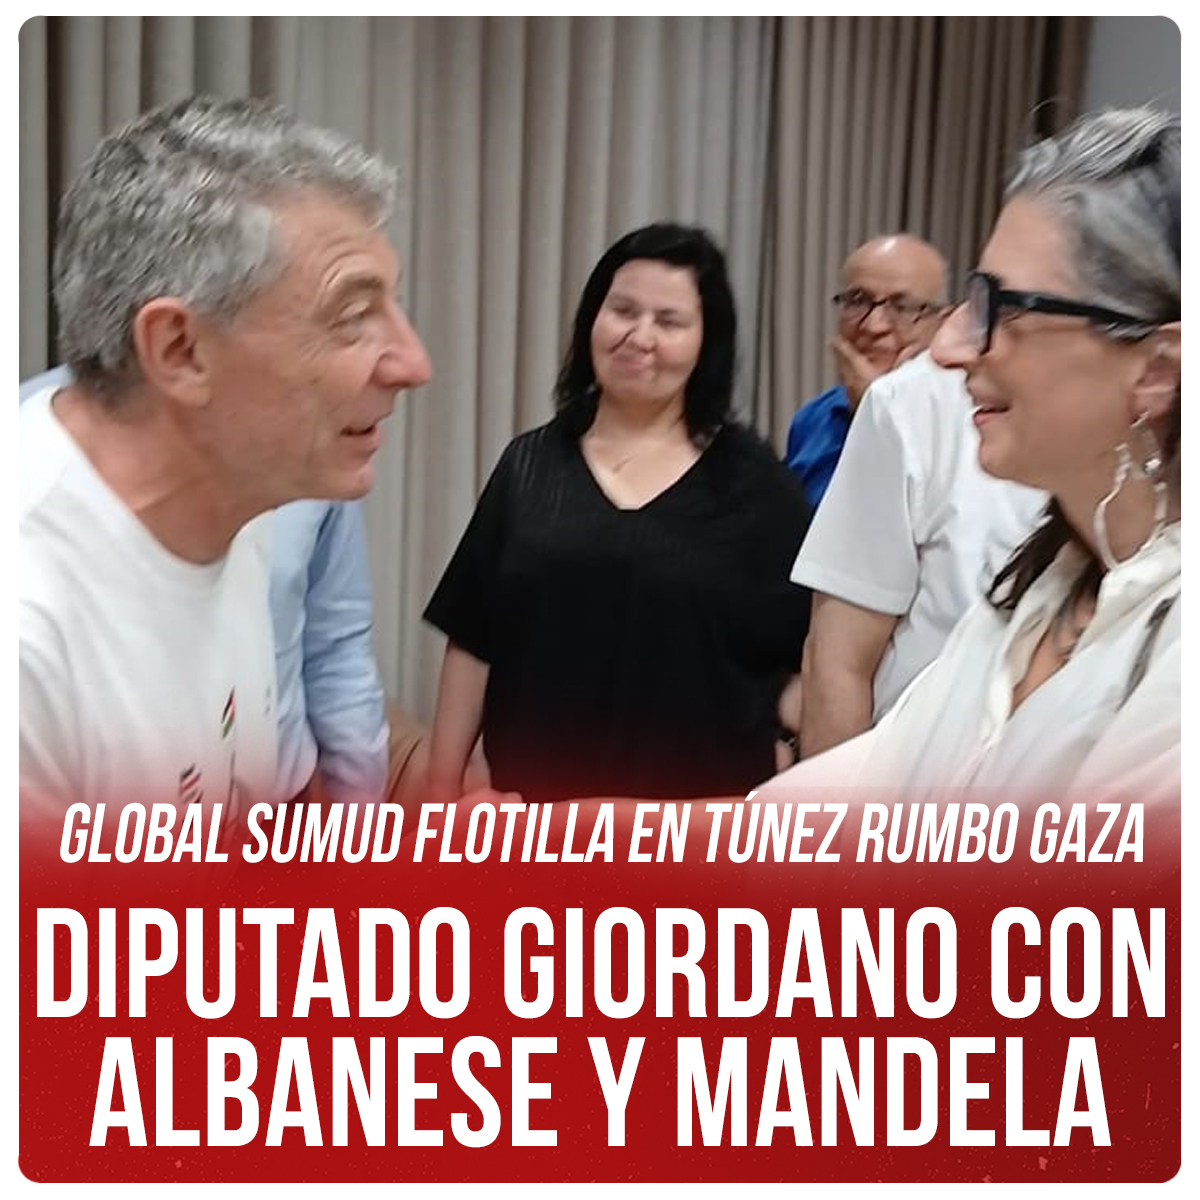 GLOBAL SUMUD FLOTILLA EN TÚNEZ RUMBO GAZA
DIPUTADO GIORDANO CON
ALBANESE Y MANDELA